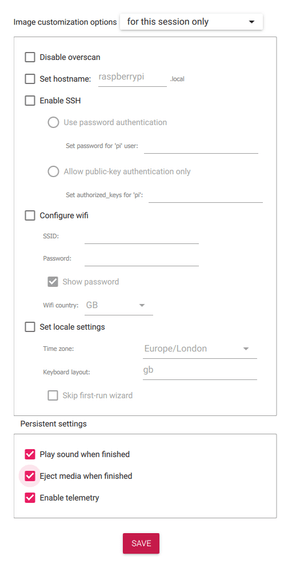 Image customization options for this session only
Disable overscan
Set hostname: raspberrypi .local
Enable SSH
Use password authentication
Set password for 'pi' user:
Allow public-key authentication only
Set authorized_keys for 'pi':
Configure wifi
SSID:
Password:
Show password
Wifi country: GB
Set locale settings
Time zone: Europe/London
Keyboard layout: gb
Skip first-run wizard
Persistent settings
Play sound when finished
Eject media when finished
Enable telemetry
SAVE